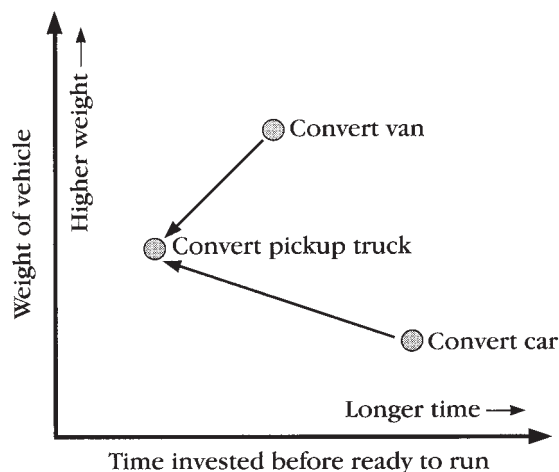 Weight of vehicle
Higher weight
Convert van
Convert pickup truck
Convert car
Longer time
Time invested before ready to run